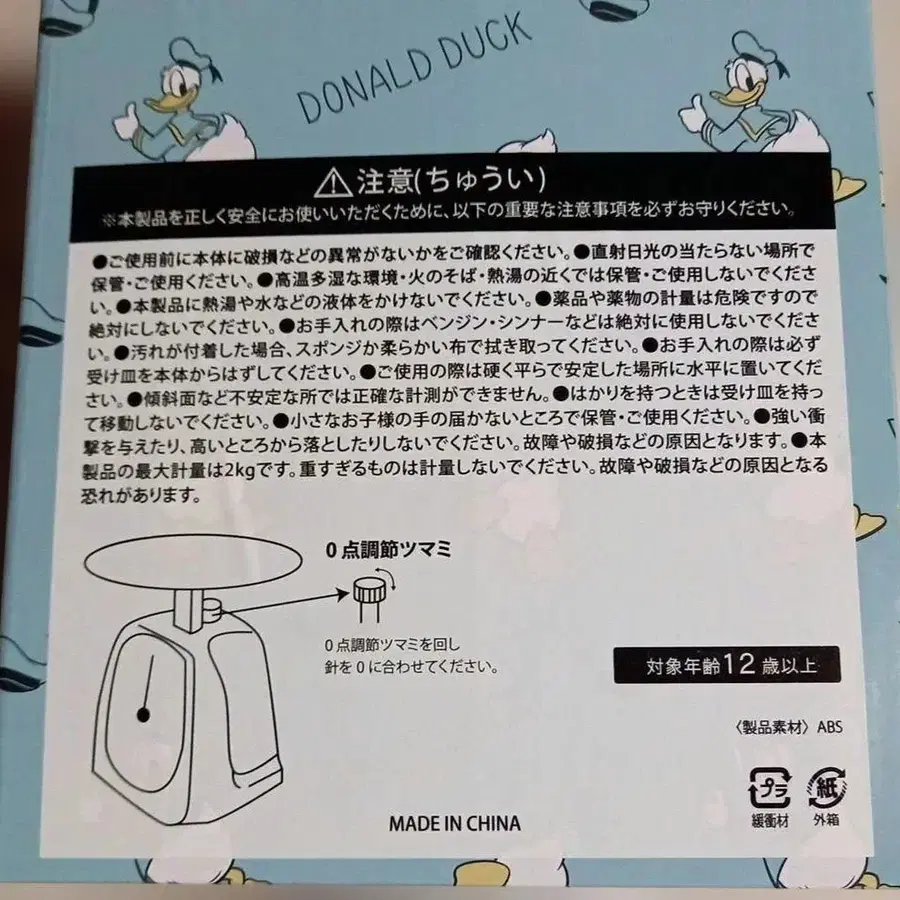 DONALD DUCK
⚠注意(ちゅうい)
※本製品を正しく安全にお使いいただくために、以下の重要な注意事項を必ずお守りください。
●ご使用前に本体に破損などの異常がないかをご確認ください。●直射日光の当たらない場所で
保管・ご使用ください。●高温多湿な環境・火のそば・熱湯の近くでは保管・ご使用しないでくださ
い。●本製品に熱湯や水などの液体をかけないでください。●薬品や薬物の計量は危険ですので
絶対にしないでください。●お手入れの際はベンジン・シンナーなどは絶対に使用しないでくださ
い。●汚れが付着した場合、スポンジか柔らかい布で拭き取ってください。●お手入れの際は必ず
受け皿を本体からはずしてください。●ご使用の際は硬く平らで安定した場所に水平に置いてくだ
さい。●傾斜面など不安定な所では正確な計測ができません。●はかりを持つときは受け皿を持っ
て移動しないでください。●小さなお子様の手の届かないところで保管・ご使用ください。●強い衝
撃を与えたり、高いところから落としたりしないでください。故障や破損などの原因となります。●本
製品の最大計量は2kgです。重すぎるものは計量しないでください。故障や破損などの原因となる
恐れがあります。
0点調節ツマミ
0点調節ツマミを回し
針を0に合わせてください。
対象年齢12歳以上
〈製品素材〉ABS
プラ 紙
緩衝材 外箱
MADE IN CHINA